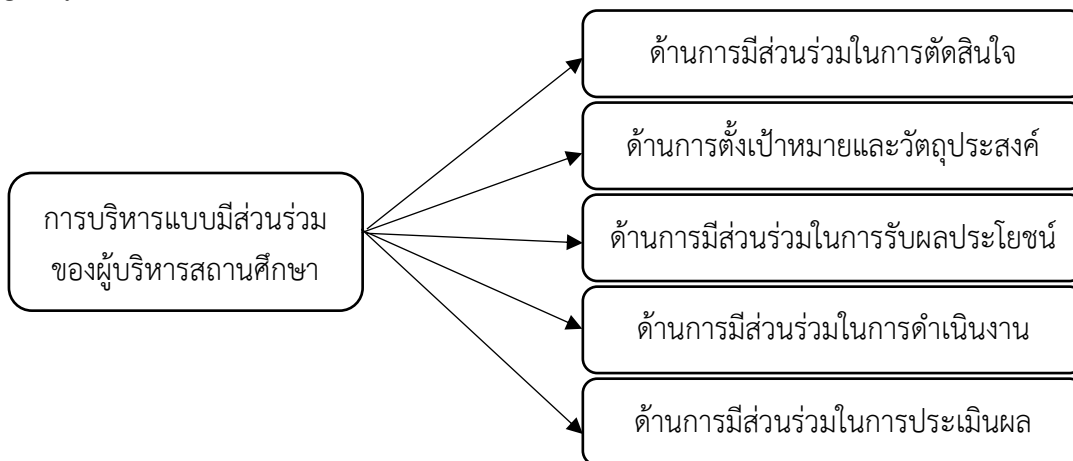 ด้านการมีส่วนร่วมในการตัดสินใจ
ด้านการตั้งเป้าหมายและวัตถุประสงค์
การบริหารแบบมีส่วนร่วม
ของผู้บริหารสถานศึกษา
ด้านการมีส่วนร่วมในการรับผลประโยชน์
ด้านการมีส่วนร่วมในการดำเนินงาน
ด้านการมีส่วนร่วมในการประเมินผล